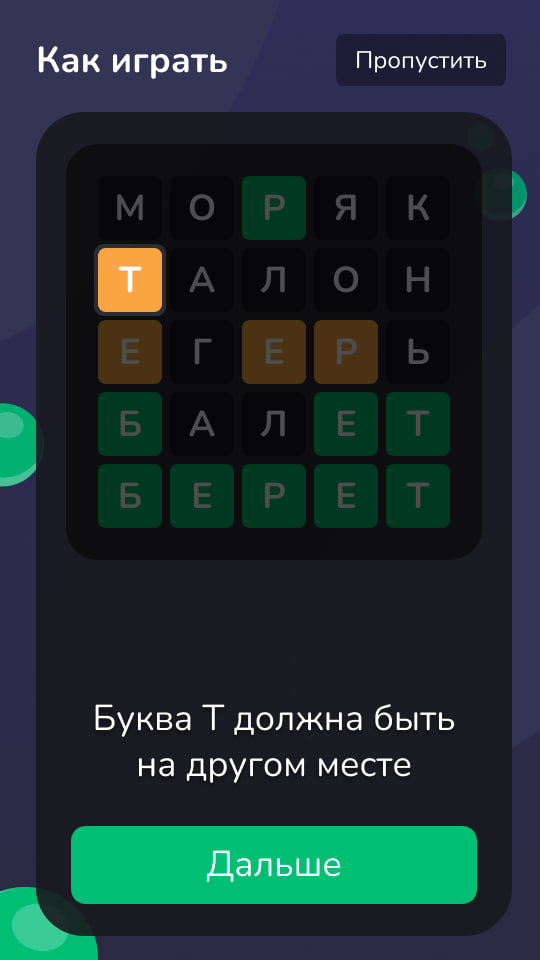 Как играть
Пропустить
М О Р Я К
Т А Л О Н
Е Г Е Р Ь
Б А Л Е Т
Б Е Р Е Т
Буква Т должна быть
на другом месте
Дальше